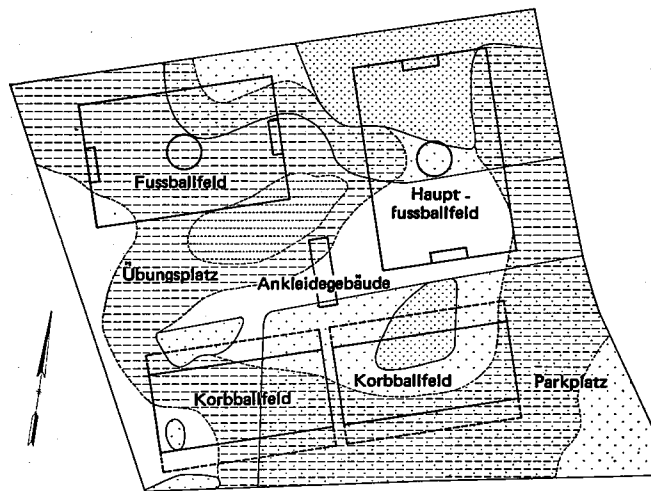 Fussballfeld
Haupt -
fussballfeld
Übungsplatz
Ankleidegebäude
Korbballfeld
Korbballfeld
Parkplatz